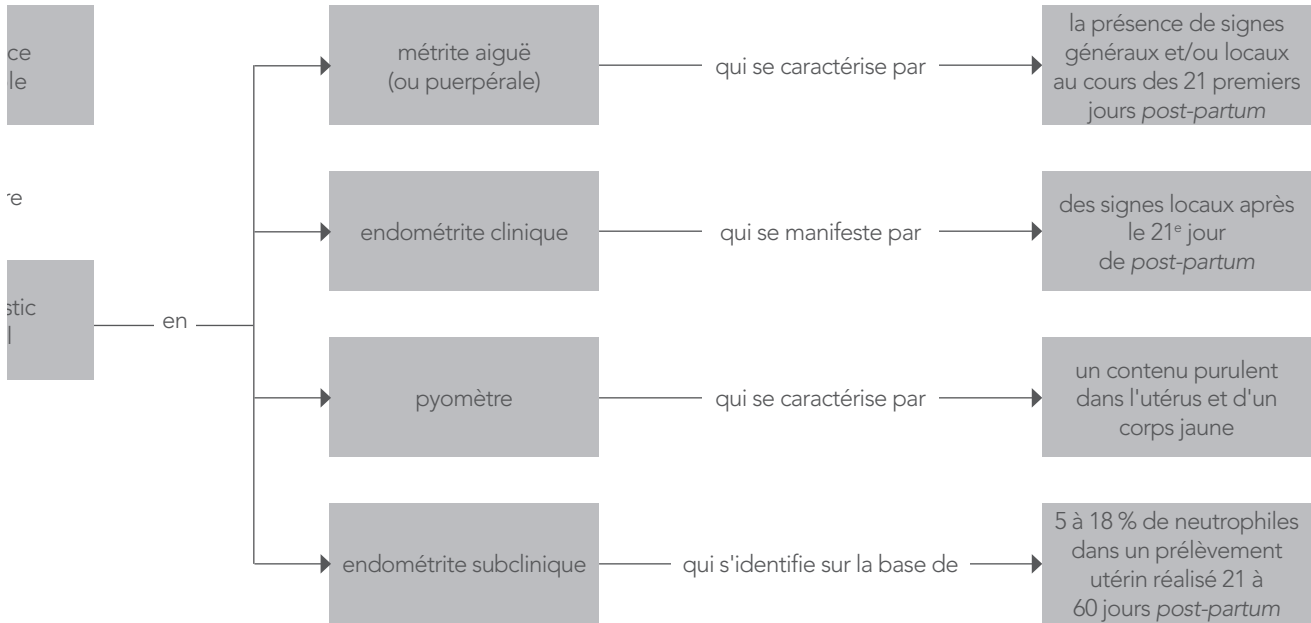 métrite aiguë
(ou puerpérale)
qui se caractérise par
la présence de signes
généraux et/ou locaux
au cours des 21 premiers
jours post-partum
endométrite clinique
qui se manifeste par
des signes locaux après
le 21e jour
de post-partum
en
pyomètre
qui se caractérise par
un contenu purulent
dans l'utérus et d'un
corps jaune
endométrite subclinique
qui s'identifie sur la base de
5 à 18 % de neutrophiles
dans un prélèvement
utérin réalisé 21 à
60 jours post-partum